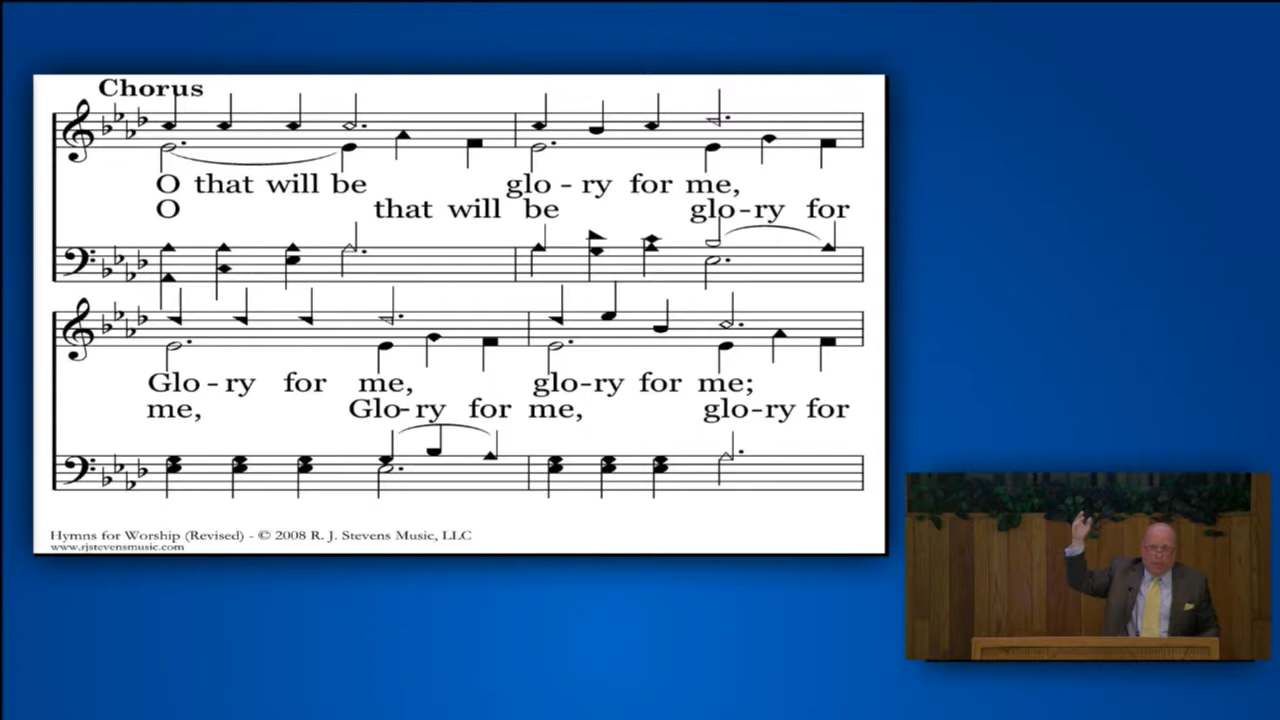 Chorus
O that will be glo - ry for me,
O that will be glo-ry for
Glo - ry for me, glo-ry for me;
me, Glo-ry for me, glo-ry for
Hymns for Worship (Revised) - © 2008 R. J. Stevens Music, LLC
www.rjstevensmusic.com